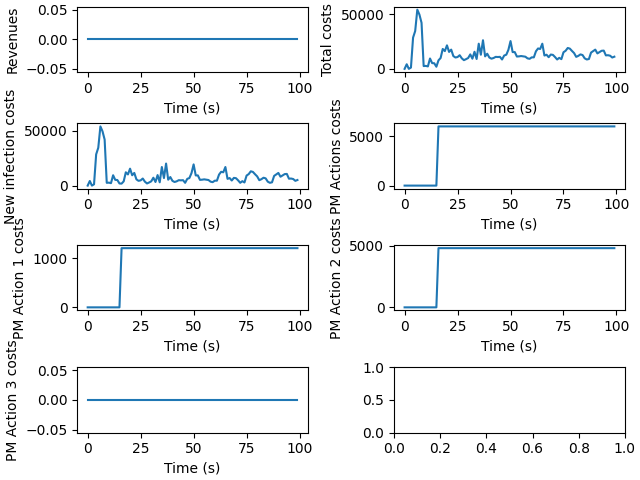 Revenues
0.05
0.00
−0.05
0 25 50 75 100
Time (s)
Total costs
50000
0
0 25 50 75 100
Time (s)
New infection costs
50000
0
0 25 50 75 100
Time (s)
PM Actions costs
5000
0
0 25 50 75 100
Time (s)
PM Action 1 costs
1000
0
0 25 50 75 100
Time (s)
PM Action 2 costs
5000
0
0 25 50 75 100
Time (s)
PM Action 3 costs
0.05
0.00
−0.05
0 25 50 75 100
Time (s)
1.0
0.5
0.0
0.0 0.2 0.4 0.6 0.8 1.0